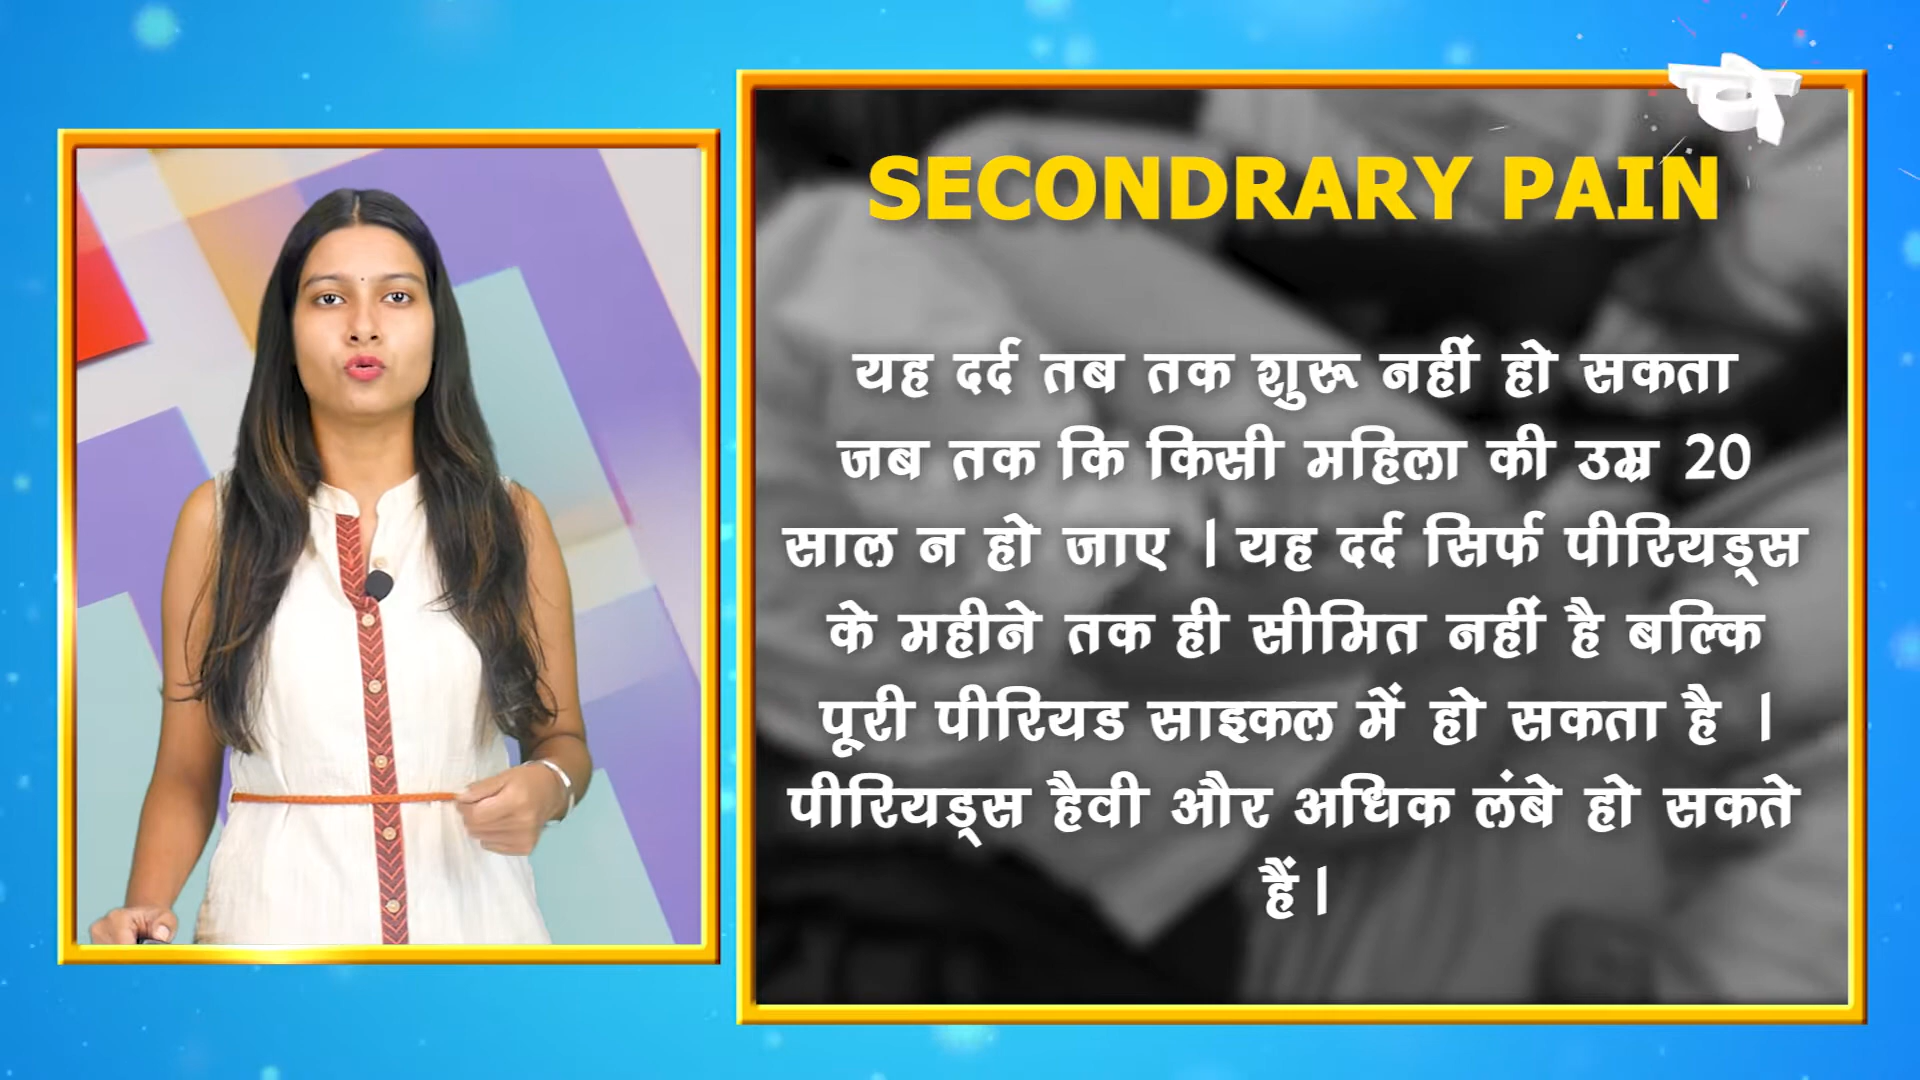 SECONDRARY PAIN
यह दर्द तब तक शुरू नहीं हो सकता
जब तक कि किसी महिला की उम्र 20
साल न हो जाए । यह दर्द सिर्फ पीरियड्स
के महीने तक ही सीमित नहीं है बल्कि
पूरी पीरियड साइकल में हो सकता है ।
पीरियड्स हैवी और अधिक लंबे हो सकते
हैं।